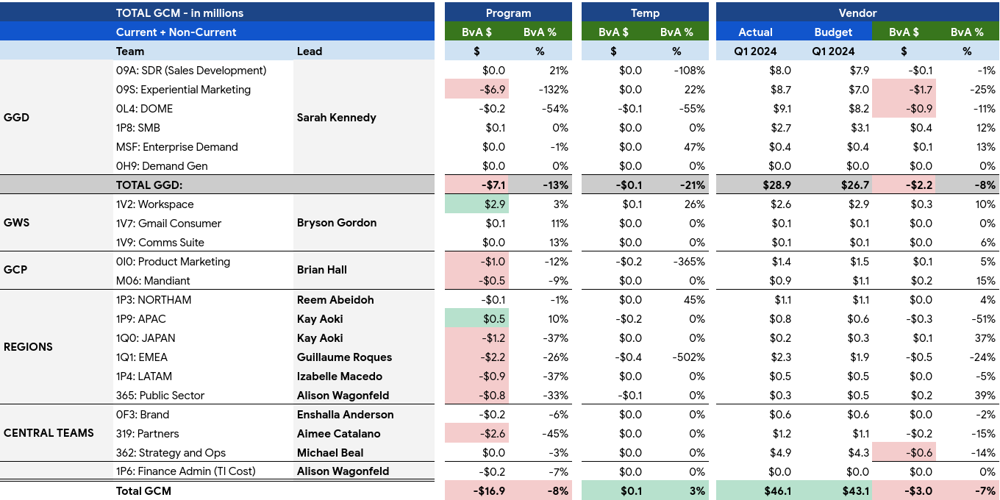 TOTAL GCM - in millions Program Temp Vendor
Current + Non-Current BvA $ BvA % BvA $ BvA % Actual Budget BvA $ BvA %
Team Lead $ % $ % Q1 2024 Q1 2024 $ %
09A: SDR (Sales Development) $0.0 21% $0.0 -108% $8.0 $7.9 -$0.1 -1%
09S: Experiential Marketing -$6.9 -132% $0.0 22% $8.7 $7.0 -$1.7 -25%
0L4: DOME -$0.2 -54% -$0.1 -55% $9.1 $8.2 -$0.9 -11%
GGD Sarah Kennedy
1P8: SMB $0.1 0% $0.0 0% $2.7 $3.1 $0.4 12%
MSF: Enterprise Demand $0.0 -1% $0.0 47% $0.4 $0.4 $0.1 13%
0H9: Demand Gen $0.0 0% $0.0 0% $0.0 $0.0 $0.0 0%
TOTAL GGD: -$7.1 -13% -$0.1 -21% $28.9 $26.7 -$2.2 -8%
1V2: Workspace $2.9 3% $0.1 26% $2.6 $2.9 $0.3 10%
GWS 1V7: Gmail Consumer Bryson Gordon $0.1 11% $0.0 0% $0.1 $0.1 $0.0 0%
1V9: Comms Suite $0.0 13% $0.0 0% $0.1 $0.1 $0.0 6%
0I0: Product Marketing -$1.0 -12% -$0.2 -365% $1.4 $1.5 $0.1 5%
GCP Brian Hall
M06: Mandiant -$0.5 -9% $0.0 0% $0.9 $1.1 $0.2 15%
1P3: NORTHAM Reem Abeidoh -$0.1 -1% $0.0 45% $1.1 $1.1 $0.0 4%
1P9: APAC Kay Aoki $0.5 10% -$0.2 0% $0.8 $0.6 -$0.3 -51%
1Q0: JAPAN Kay Aoki -$1.2 -37% $0.0 0% $0.2 $0.3 $0.1 37%
REGIONS
1Q1: EMEA Guillaume Roques -$2.2 -26% -$0.4 -502% $2.3 $1.9 -$0.5 -24%
1P4: LATAM Izabelle Macedo -$0.9 -37% $0.0 0% $0.5 $0.5 $0.0 -5%
365: Public Sector Alison Wagonfeld -$0.8 -33% -$0.1 0% $0.3 $0.5 $0.2 39%
0F3: Brand Enshalla Anderson -$0.2 -6% $0.0 0% $0.6 $0.6 $0.0 -2%
CENTRAL TEAMS 319: Partners Aimee Catalano -$2.6 -45% $0.0 0% $1.2 $1.1 -$0.2 -15%
362: Strategy and Ops Michael Beal $0.0 -3% $0.0 0% $4.9 $4.3 -$0.6 -14%
1P6: Finance Admin (TI Cost) Alison Wagonfeld -$0.2 -7% $0.0 0% $0.0 $0.0 $0.0 0%
Total GCM -$16.9 -8% $0.1 3% $46.1 $43.1 -$3.0 -7%